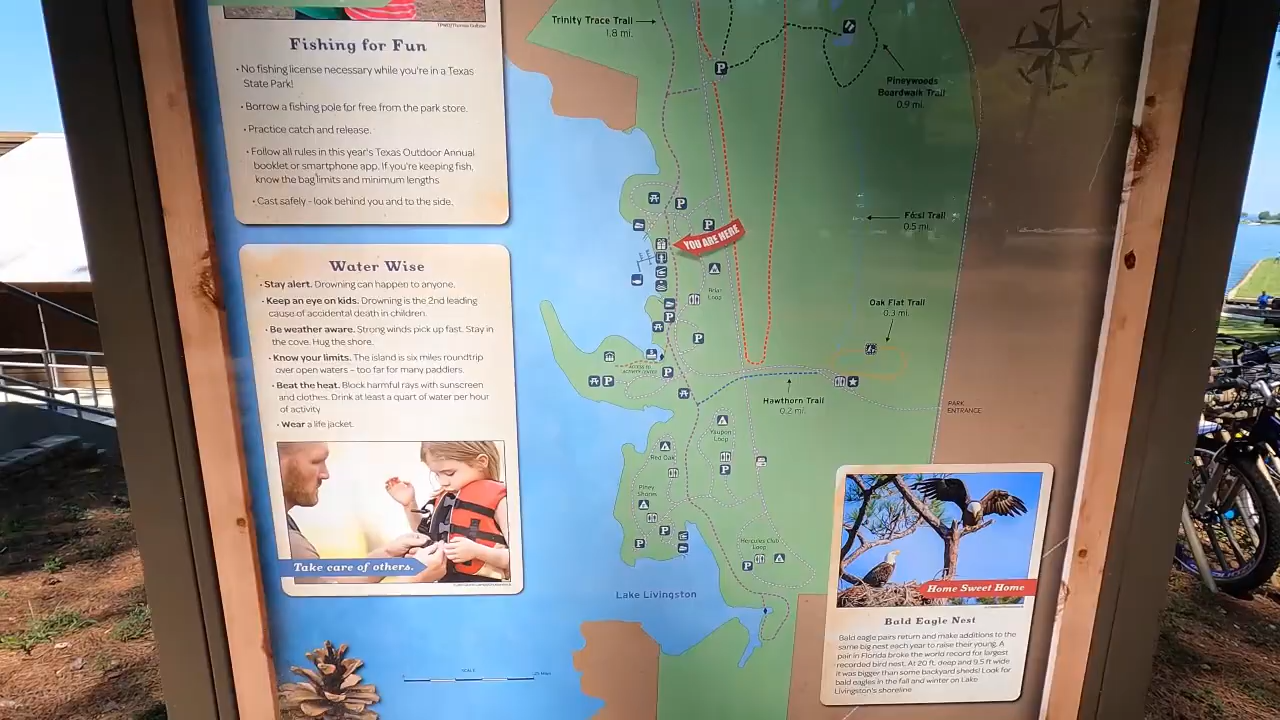 Fishing for Fun
• No fishing license necessary while you're in a Texas
State Park!
• Borrow a fishing pole for free from the park store.
• Practice catch and release.
• Follow all rules in this year's Texas Outdoor Annual
booklet or smartphone app. If you're keeping fish,
know the bag limits and minimum lengths
• Cast safely – look behind you and to the side.
Water Wise
• Stay alert. Drowning can happen to anyone.
• Keep an eye on kids. Drowning is the 2nd leading
cause of accidental death in children.
• Be weather aware. Strong winds pick up fast. Stay in
the cove. Hug the shore.
• Know your limits. The island is six miles roundtrip
over open waters – too far for many paddlers.
• Beat the heat. Block harmful rays with sunscreen
and clothes. Drink at least a quart of water per hour
of activity
• Wear a life jacket.
Take care of others.
Trinity Trace Trail
1.8 mi.
P
Pineywoods
Boardwalk Trail
0.9 mi.
P
P
YOU ARE HERE
Briar
Loop
Fossl Trail
0.5 mi.
Oak Flat Trail
0.3 mi.
P
P
ACCESS TO
ACTIVITY CENTER
P
P
Hawthorn Trail
0.2 mi.
PARK
ENTRANCE
Yaupon
Loop
P
Red Oak
Piney
Shores
P
P
Hercules Club
Loop
P
Lake Livingston
SCALE
Home Sweet Home
Bald Eagle Nest
Bald eagle pairs return and make additions to the
same big nest each year to raise their young. A
pair in Florida broke the world record for largest
recorded bird nest. At 20 ft. deep and 9.5 ft wide
it was bigger than some backyard sheds! Look for
bald eagles in the fall and winter on Lake
Livingston's shoreline